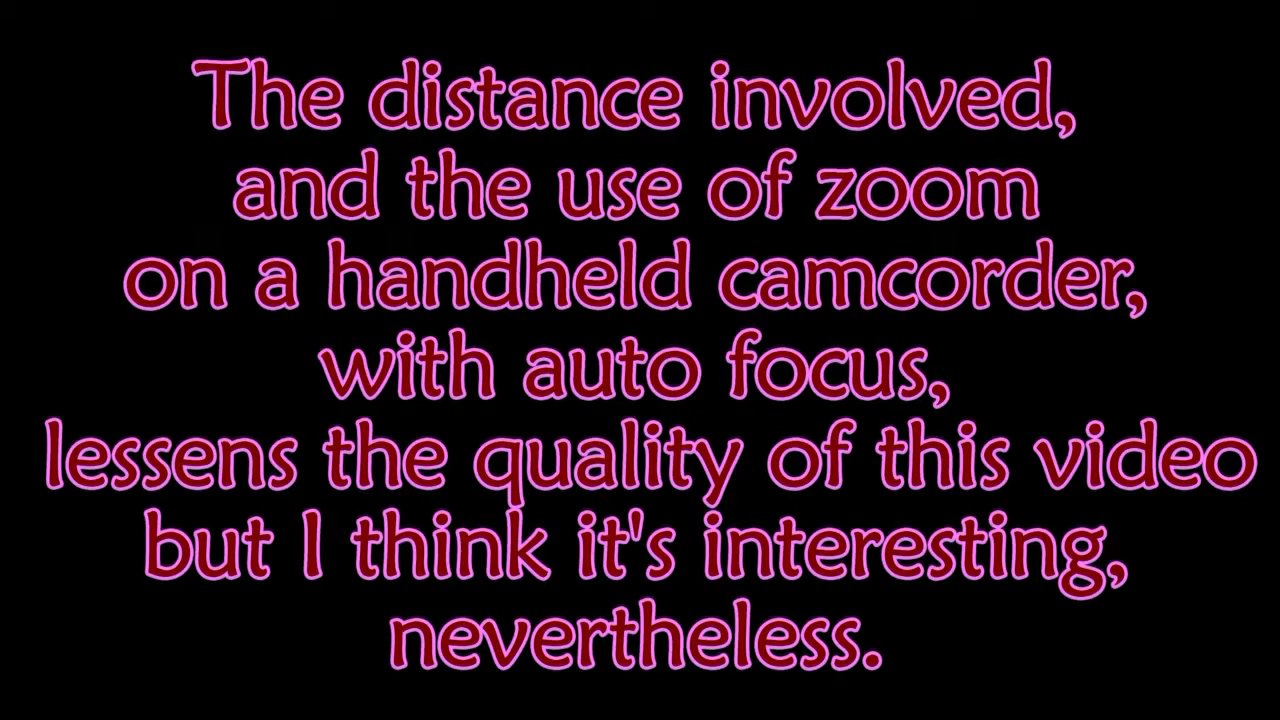 The distance involved,
and the use of zoom
on a handheld camcorder,
with auto focus,
lessens the quality of this video
but I think it's interesting,
nevertheless.